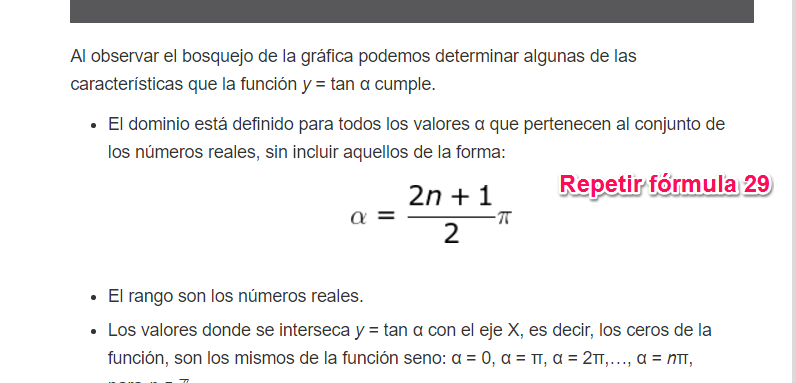 Al observar el bosquejo de la gráfica podemos determinar algunas de las
características que la función y = tan α cumple.
• El dominio está definido para todos los valores α que pertenecen al conjunto de
los números reales, sin incluir aquellos de la forma:
Repetir fórmula 29
α = \frac{2n + 1}{2}π
• El rango son los números reales.
• Los valores donde se interseca y = tan α con el eje X, es decir, los ceros de la
función, son los mismos de la función seno: α = 0, α = π, α = 2π,…, α = nπ,